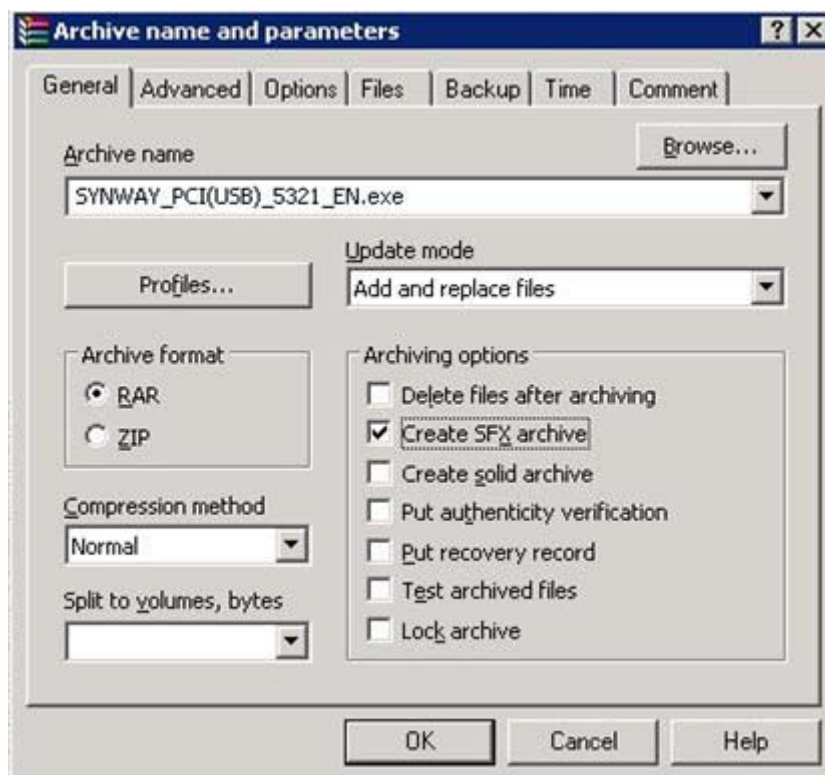 Archive name and parameters
General Advanced Options Files Backup Time Comment
Archive name
Browse...
SYNWAY_PCI(USB)_5321_EN.exe
Update mode
Profiles...
Add and replace files
Archive format
RAR
ZIP
Archiving options
Delete files after archiving
Create SFX archive
Create solid archive
Put authenticity verification
Put recovery record
Test archived files
Lock archive
Compression method
Normal
Split to volumes, bytes
OK Cancel Help